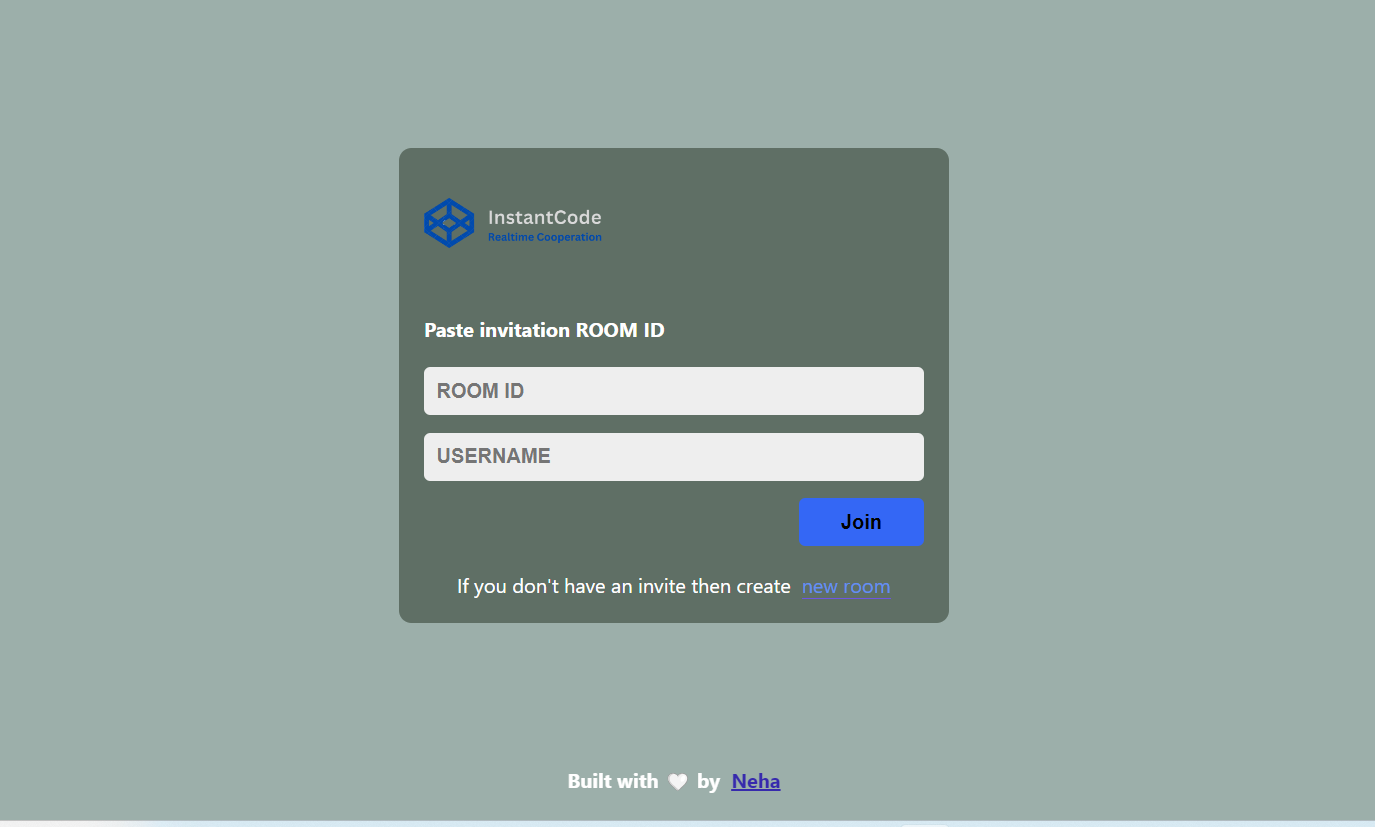 InstantCode
Realtime Cooperation
Paste invitation ROOM ID
ROOM ID
USERNAME
Join
If you don't have an invite then create new room
Built with 🤍 by Neha